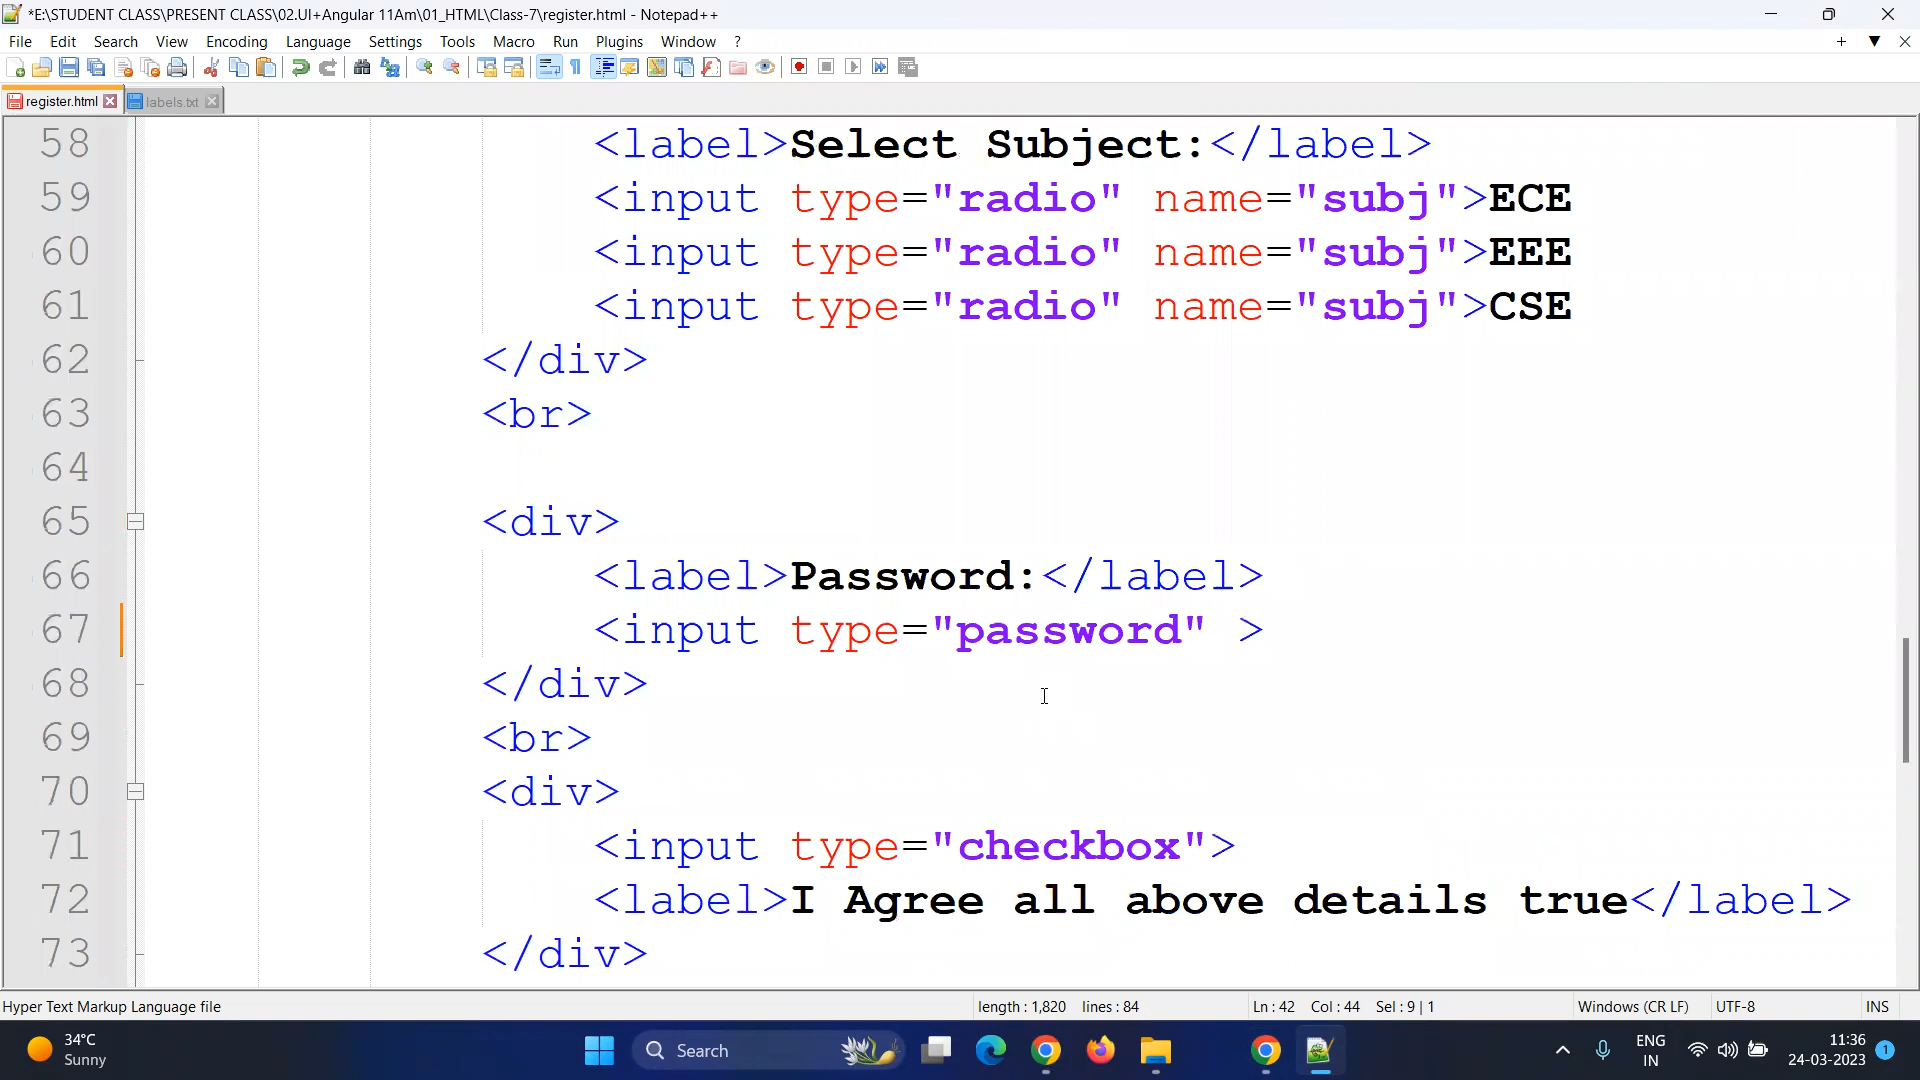 *E:\STUDENT CLASS\PRESENT CLASS\02.UI+Angular 11Am\01_HTML\Class-7\register.html - Notepad++
File Edit Search View Encoding Language Settings Tools Macro Run Plugins Window ?
register.html labels.txt
58 <label>Select Subject:</label>
59 <input type="radio" name="subj">ECE
60 <input type="radio" name="subj">EEE
61 <input type="radio" name="subj">CSE
62 </div>
63 <br>
64
65 <div>
66 <label>Password:</label>
67 <input type="password" >
68 </div>
69 <br>
70 <div>
71 <input type="checkbox">
72 <label>I Agree all above details true</label>
73 </div>
Hyper Text Markup Language file length : 1,820 lines : 84 Ln : 42 Col : 44 Sel : 9 | 1 Windows (CR LF) UTF-8 INS
34°C
Sunny
Search
ENG
IN
11:36
24-03-2023
1